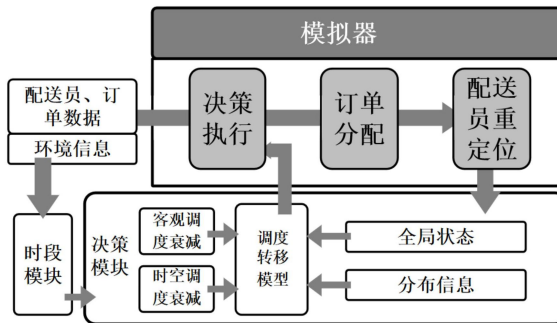 模拟器
配送员、订
单数据
环境信息
决策
执行
订单
分配
配送
员重
定位
时段
模块
决策
模块
客观调
度衰减
时空调
度衰减
调度
转移
模型
全局状态
分布信息